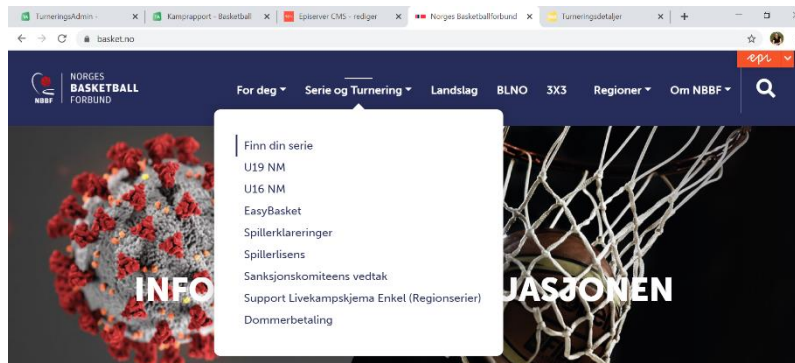 TurneringsAdmin -
Kamprapport - Basketball
Episerver CMS - rediger
Norges Basketballforbund
Turneringsdetaljer
basket.no
epi
NBBF
NORGES
BASKETBALL
FORBUND
For deg
Serie og Turnering
Landslag
BLNO
3X3
Regioner
Om NBBF
Finn din serie
U19 NM
U16 NM
EasyBasket
Spillerklareringer
Spillerlisens
Sanksjonskomiteens vedtak
Support Livekampskjema Enkel (Regionserier)
Dommerbetaling